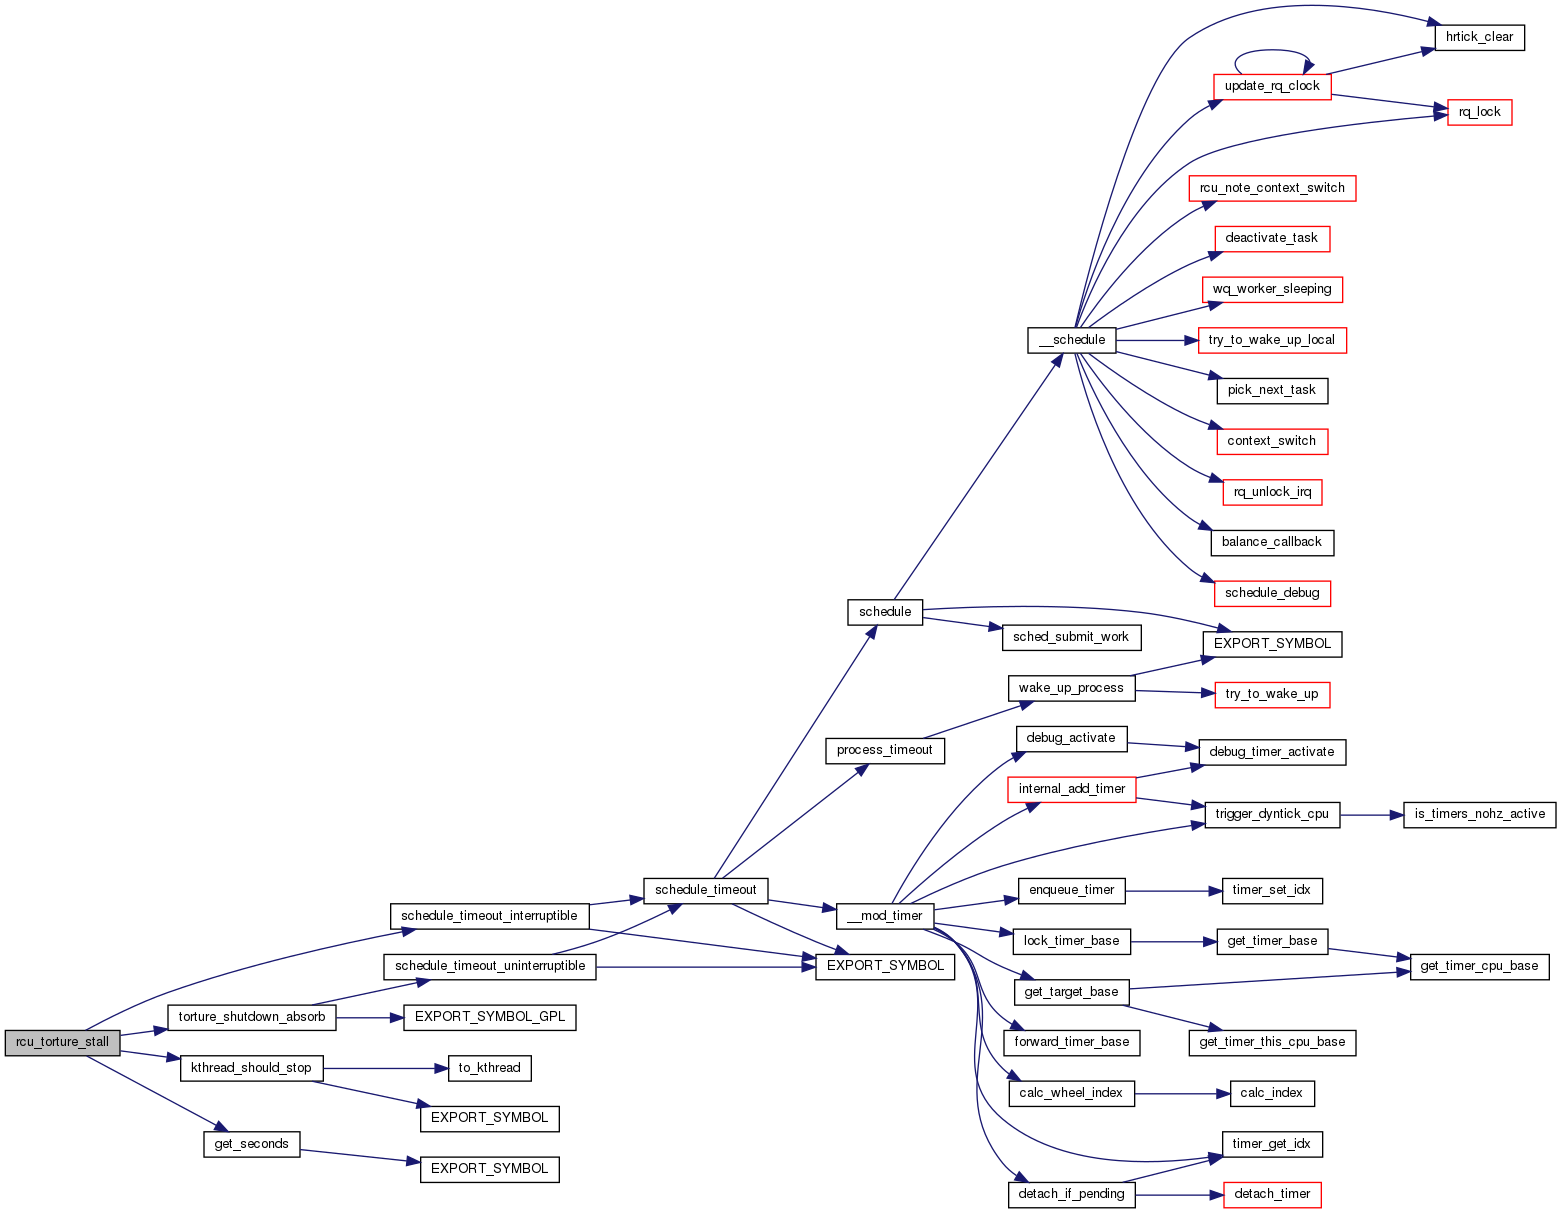 hrtick_clear
update_rq_clock
rq_lock
rcu_note_context_switch
deactivate_task
wq_worker_sleeping
__schedule
try_to_wake_up_local
pick_next_task
context_switch
rq_unlock_irq
balance_callback
schedule_debug
schedule
sched_submit_work
EXPORT_SYMBOL
wake_up_process
try_to_wake_up
debug_activate
process_timeout
debug_timer_activate
internal_add_timer
trigger_dyntick_cpu
is_timers_nohz_active
schedule_timeout
enqueue_timer
timer_set_idx
schedule_timeout_interruptible
__mod_timer
lock_timer_base
get_timer_base
schedule_timeout_uninterruptible
EXPORT_SYMBOL
get_timer_cpu_base
get_target_base
torture_shutdown_absorb
EXPORT_SYMBOL_GPL
rcu_torture_stall
forward_timer_base
get_timer_this_cpu_base
kthread_should_stop
to_kthread
calc_wheel_index
calc_index
EXPORT_SYMBOL
get_seconds
timer_get_idx
EXPORT_SYMBOL
detach_if_pending
detach_timer